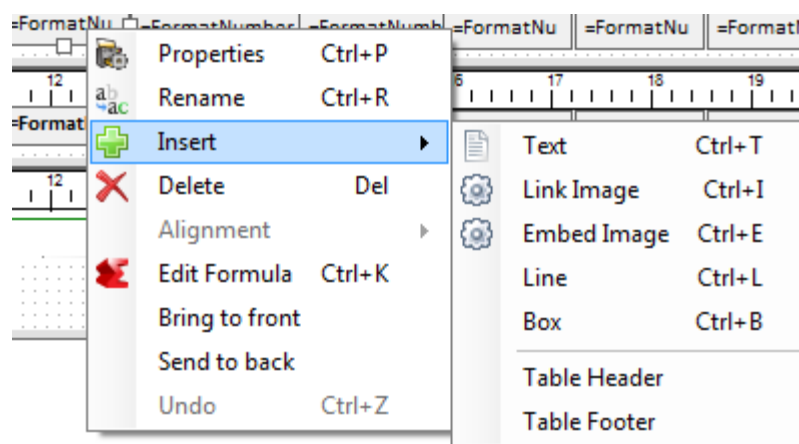 =FormatNu =FormatNumber =FormatNumb =FormatNu =FormatNu =Format
Properties Ctrl+P
12 16 17 18 19
Rename Ctrl+R
=Format
Insert
Text Ctrl+T
12
Delete Del
Link Image Ctrl+I
Alignment
Embed Image Ctrl+E
Edit Formula Ctrl+K
Line Ctrl+L
Bring to front
Box Ctrl+B
Send to back
Table Header
Undo Ctrl+Z
Table Footer